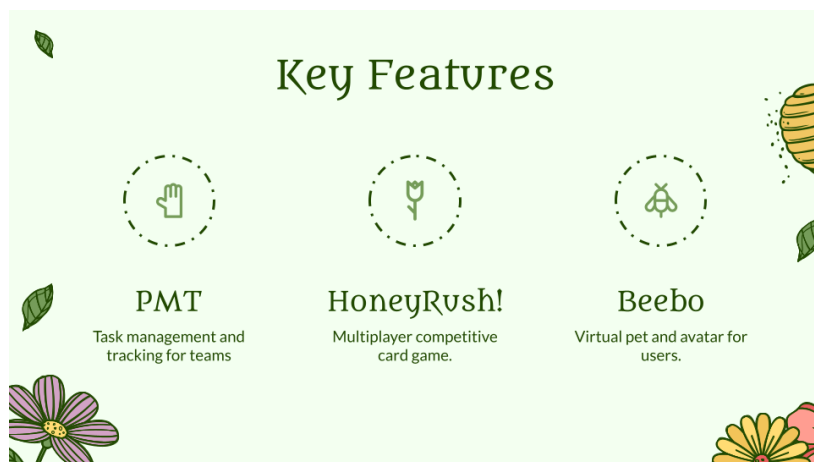 Key Features
PMT
Task management and
tracking for teams
HoneyRush!
Multiplayer competitive
card game.
Beebo
Virtual pet and avatar for
users.